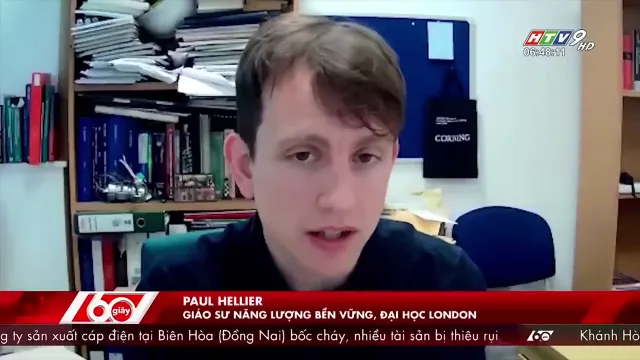 HTV9 HD
06:48:11
CORNING
60 giây
PAUL HELLIER
GIÁO SƯ NĂNG LƯỢNG BỀN VỮNG, ĐẠI HỌC LONDON
g ty sản xuất cáp điện tại Biên Hòa (Đồng Nai) bốc cháy, nhiều tài sản bị thiêu rụi
60
Khánh Hò